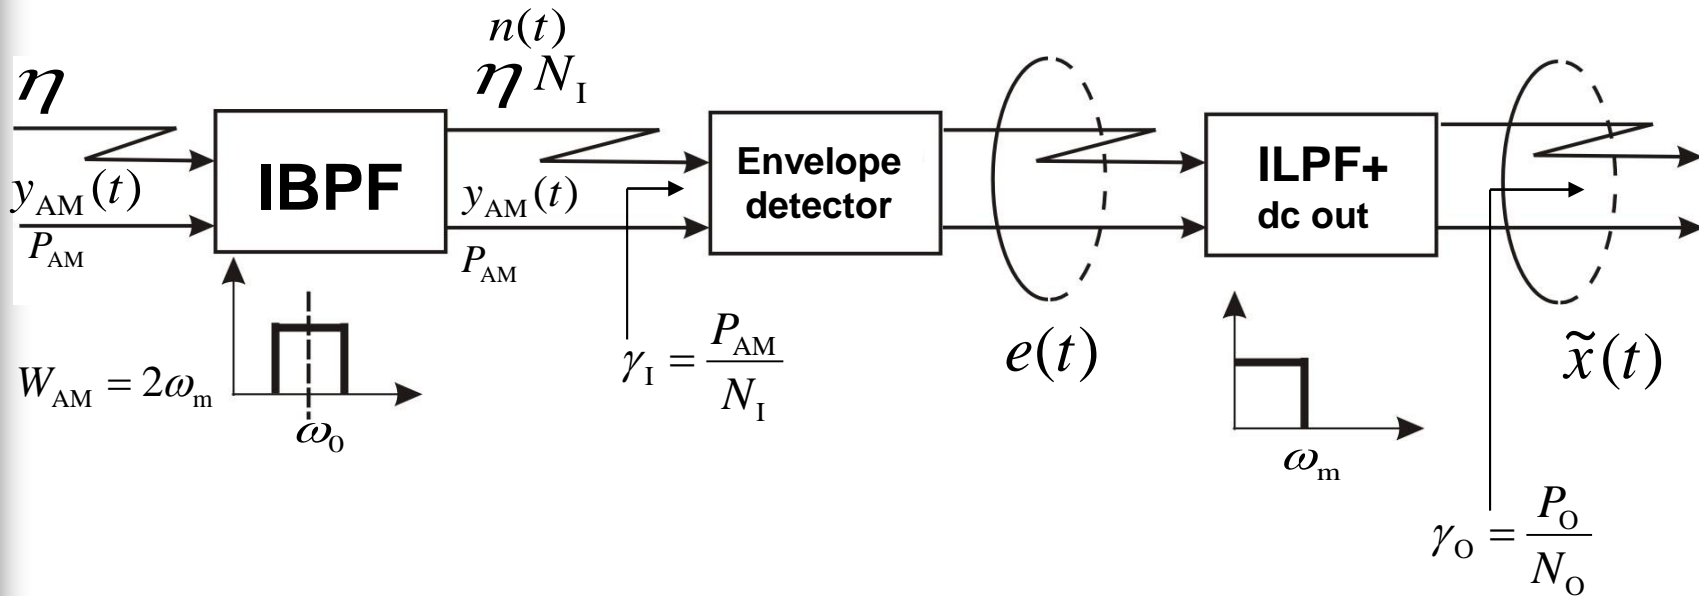 n(t)
η
η N_I
IBPF
Envelope
detector
ILPF+
dc out
y_AM(t)
P_AM
y_AM(t)
P_AM
W_AM = 2ω_m
ω_0
γ_I = P_AM / N_I
e(t)
x̃(t)
ω_m
γ_O = P_O / N_O